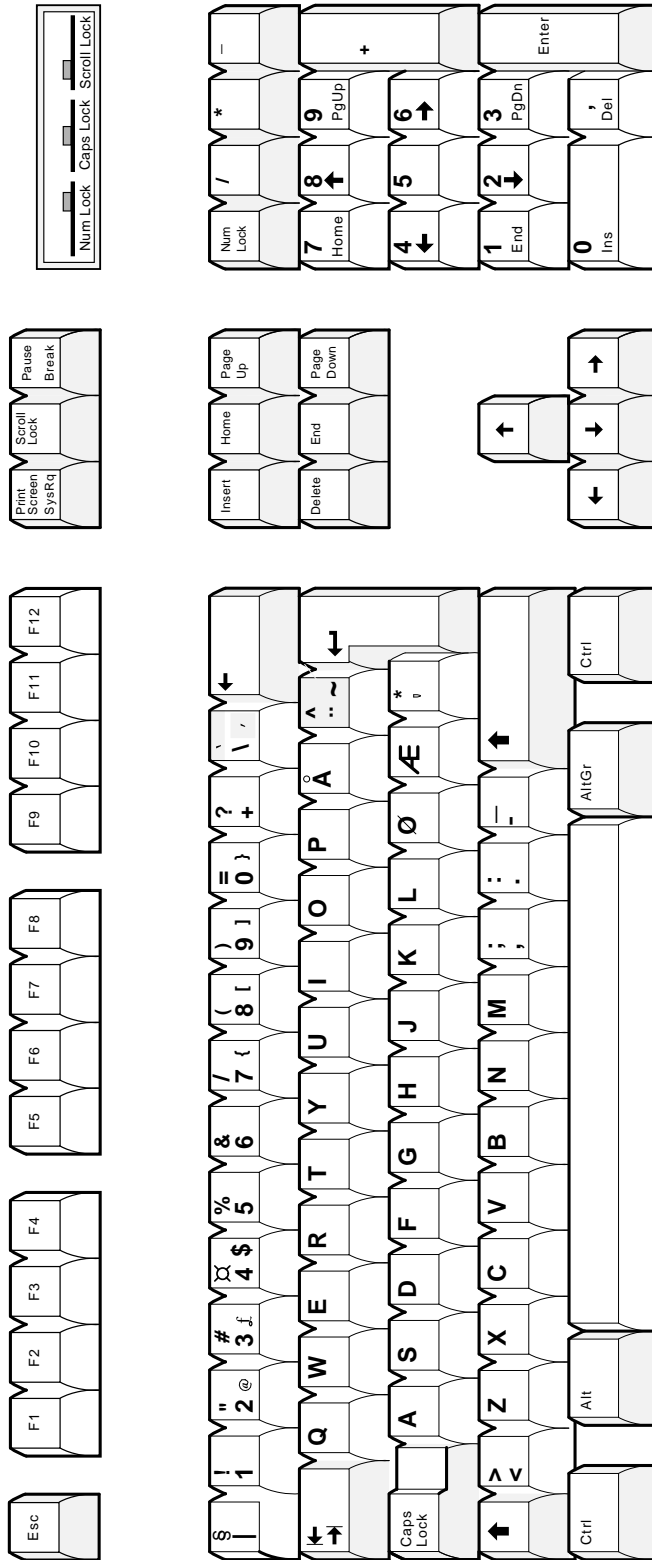 Esc F1 F2 F3 F4 F5 F6 F7 F8 F9 F10 F11 F12
Print
Screen
SysRq
Scroll
Lock
Pause
Break
Num Lock Caps Lock Scroll Lock
§ ! " # ¤ % & / ( ) = ? `
| 1 2 @ 3 £ 4 $ 5 6 7 { 8 [ 9 ] 0 } + \ ´ ←
Insert Home Page
Up
Num
Lock
/ * −
Q W E R T Y U I O P Å ^
¨ ~
Delete End Page
Down
7 8 9 +
Home ↑ PgUp
Caps
Lock
A S D F G H J K L Ø Æ *
'
4 5 6
← →
>
< Z X C V B N M ; : _
, . -
↑
1 2 3 Enter
End ↓ PgDn
Ctrl Alt AltGr Ctrl
← ↓ →
0 ,
Ins Del